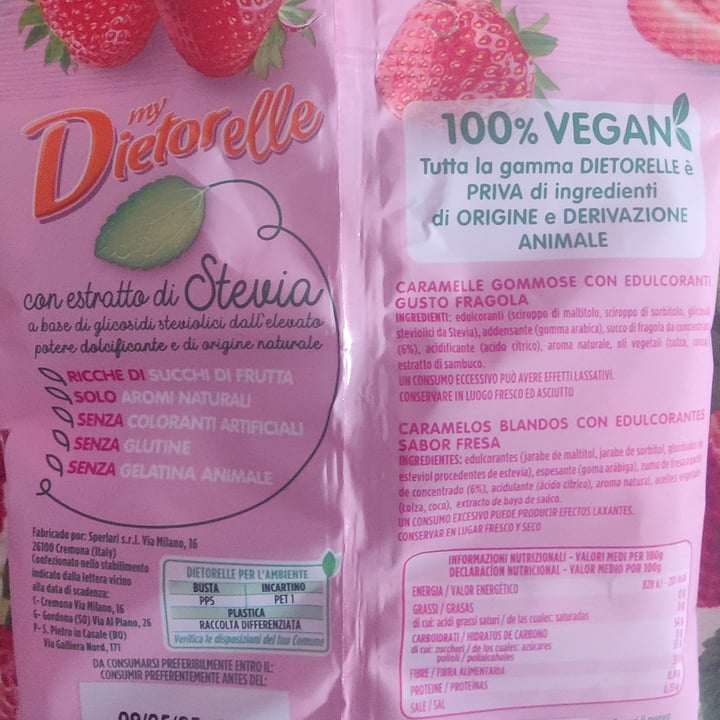 my
Dietorelle
con estratto di Stevia
a base di glicosidi steviolici dall'elevato
potere dolcificante e di origine naturale
RICCHE DI SUCCHI DI FRUTTA
SOLO AROMI NATURALI
SENZA COLORANTI ARTIFICIALI
SENZA GLUTINE
SENZA GELATINA ANIMALE
Fabricado por: Sperlari s.r.l. Via Milano, 16
26100 Cremona (Italy)
Confezionato nello stabilimento
indicato dalla lettera vicino
alla data di scadenza:
C- Cremona Via Milano, 16
G- Gordona (SO) Via Al Piano, 26
P- S. Pietro in Casale (BO)
Via Galliera Nord, 171
DIETORELLE PER L'AMBIENTE
BUSTA INCARTINO
PP5 PET 1
PLASTICA
RACCOLTA DIFFERENZIATA
Verifica le disposizioni del tuo Comune
DA CONSUMARSI PREFERIBILMENTE ENTRO IL:
CONSUMIR PREFERENTEMENTE ANTES DEL:
100% VEGAN
Tutta la gamma DIETORELLE è
PRIVA di ingredienti
di ORIGINE e DERIVAZIONE
ANIMALE
CARAMELLE GOMMOSE CON EDULCORANTI
GUSTO FRAGOLA
INGREDIENTI: edulcoranti (sciroppo di maltitolo, sciroppo di sorbitolo,
steviolici da Stevia), addensante (gomma arabica), succo di fragola da
(6%), acidificante (acido citrico), aroma naturale, oli vegetali (colza,
estratto di sambuco.
UN CONSUMO ECCESSIVO PUÒ AVERE EFFETTI LASSATIVI.
CONSERVARE IN LUOGO FRESCO ED ASCIUTTO
CARAMELOS BLANDOS CON EDULCORANTES
SABOR FRESA
INGREDIENTES: edulcorantes (jarabe de maltitol, jarabe de sorbitol,
esteviol procedentes de estevia), espesante (goma arábiga), zumo de fresa a partir
de concentrado (6%), acidulante (ácido cítrico), aroma natural, aceites vegetales
(colza, coco), extracto de baya de saúco.
UN CONSUMO EXCESIVO PUEDE PRODUCIR EFECTOS LAXANTES.
CONSERVAR EN LUGAR FRESCO Y SECO
INFORMAZIONI NUTRIZIONALI - VALORI MEDI PER 100g
DECLARACIÓN NUTRICIONAL - VALOR MEDIO POR 100g
ENERGIA / VALOR ENERGÉTICO
GRASSI / GRASAS
di cui: acidi grassi saturi / de las cuales: saturadas
CARBOIDRATI / HIDRATOS DE CARBONO
di cui: zuccheri / de los cuales: azúcares
polioli / polialcoholes
FIBRE / FIBRA ALIMENTARIA
PROTEINE / PROTEÍNAS
SALE / SAL